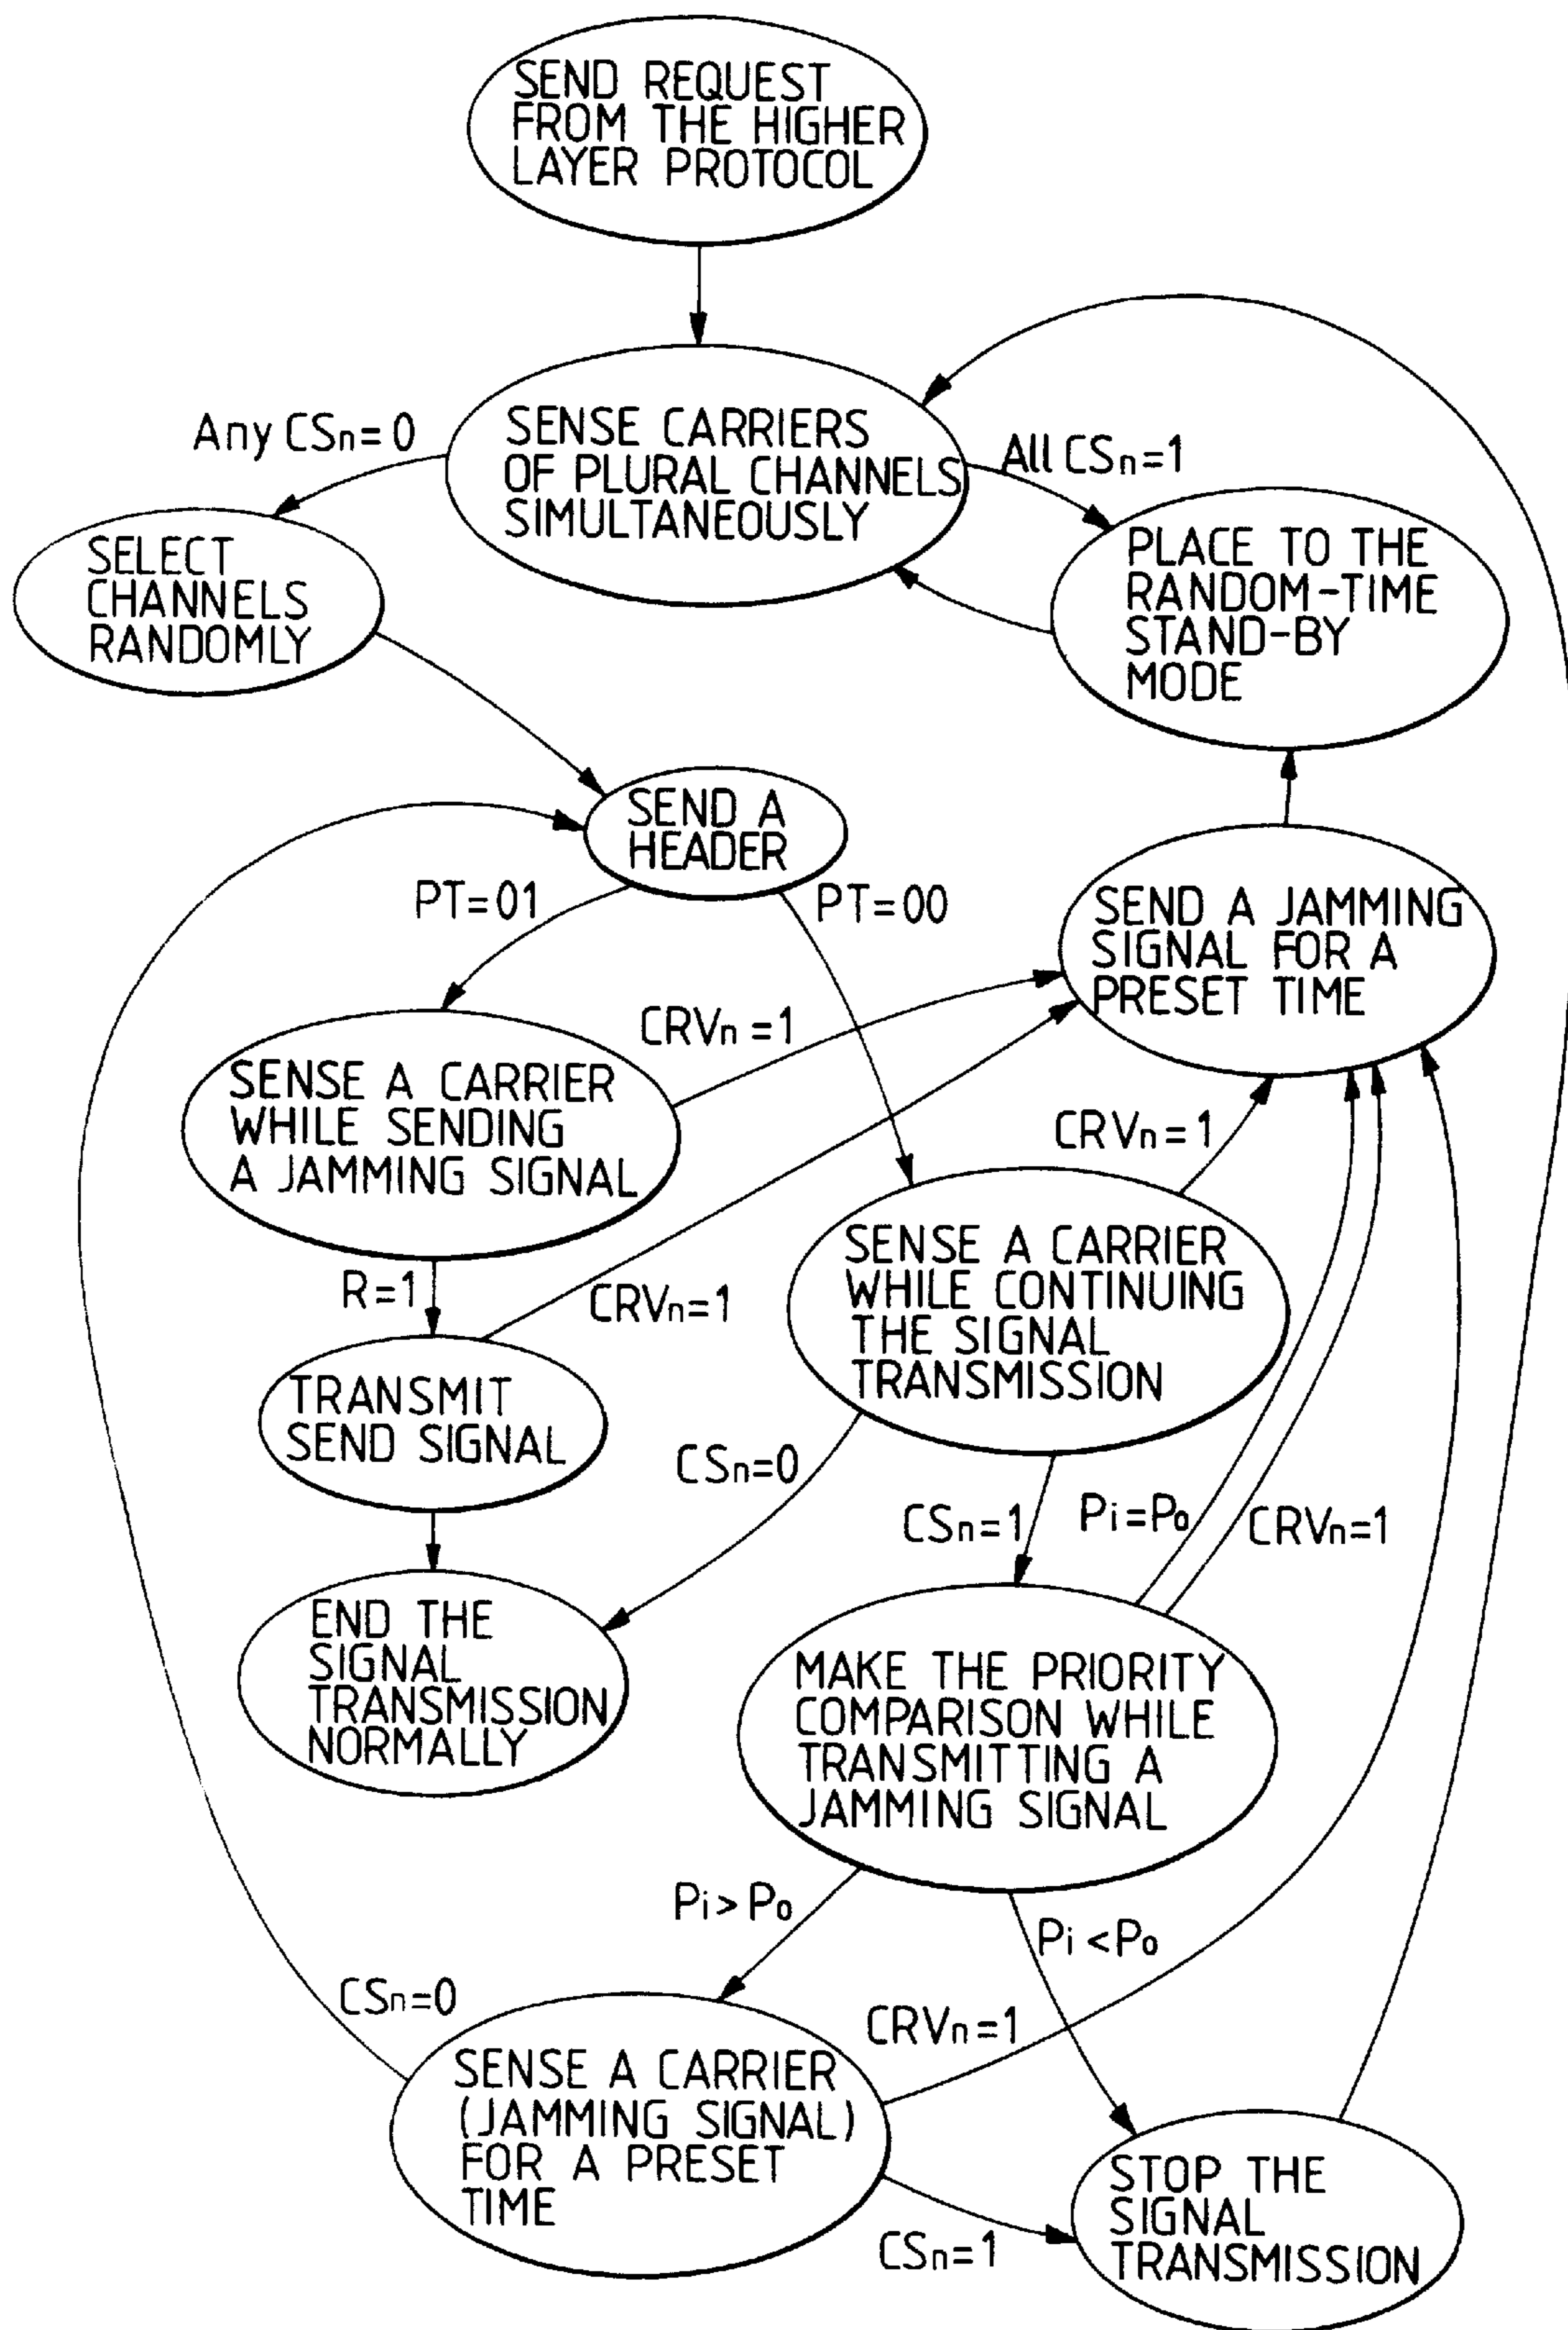 SEND REQUEST
FROM THE HIGHER
LAYER PROTOCOL
Any CSn=0
SENSE CARRIERS
OF PLURAL CHANNELS
SIMULTANEOUSLY
All CSn=1
SELECT
CHANNELS
RANDOMLY
PLACE TO THE
RANDOM-TIME
STAND-BY
MODE
SEND A
HEADER
PT=01
PT=00
SEND A JAMMING
SIGNAL FOR A
PRESET TIME
CRVn=1
SENSE A CARRIER
WHILE SENDING
A JAMMING SIGNAL
CRVn=1
R=1
CRVn=1
SENSE A CARRIER
WHILE CONTINUING
THE SIGNAL
TRANSMISSION
TRANSMIT
SEND SIGNAL
CSn=0
CSn=1
Pi=Po
CRVn=1
END THE
SIGNAL
TRANSMISSION
NORMALLY
MAKE THE PRIORITY
COMPARISON WHILE
TRANSMITTING A
JAMMING SIGNAL
Pi>Po
Pi<Po
CSn=0
CRVn=1
SENSE A CARRIER
(JAMMING SIGNAL)
FOR A PRESET
TIME
CSn=1
STOP THE
SIGNAL
TRANSMISSION